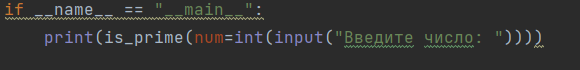 if __name__ == "__main__":
    print(is_prime(num=int(input("Введите число: "))))